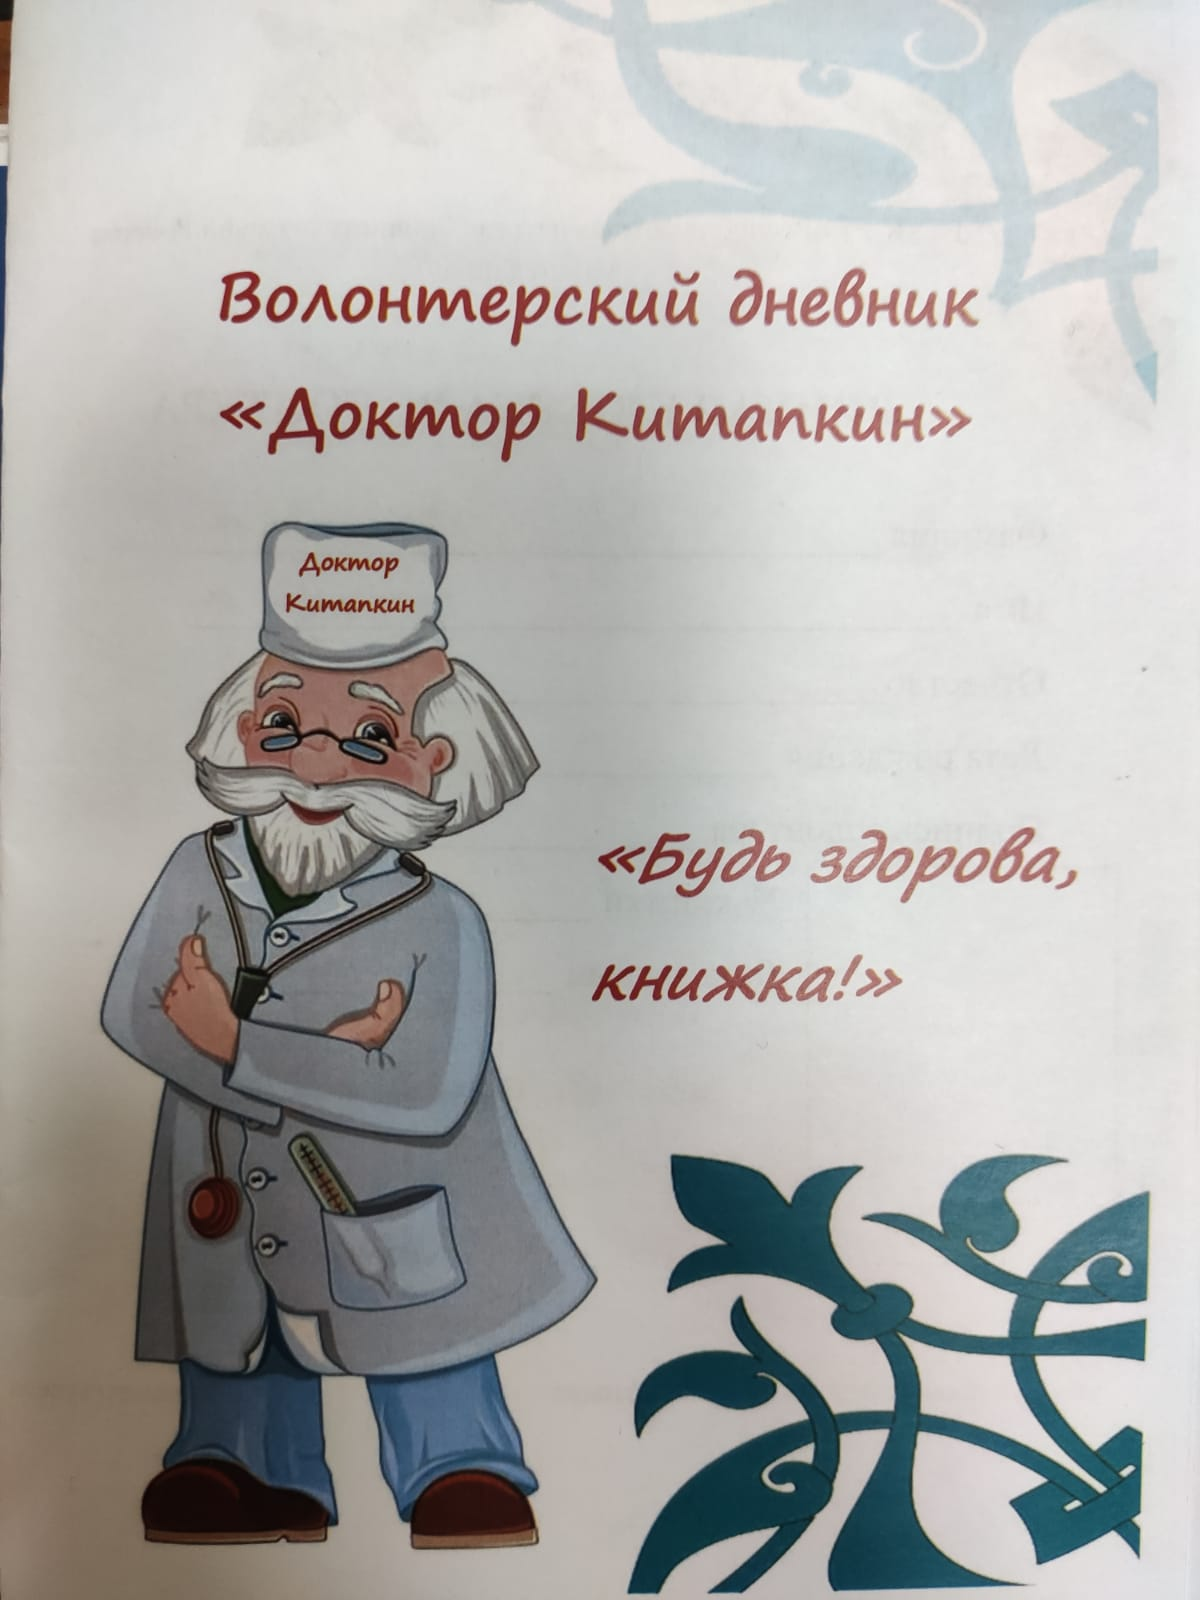 Волонтерский дневник
«Доктор Китапкин»
Доктор
Китапкин
«Будь здорова,
книжка!»